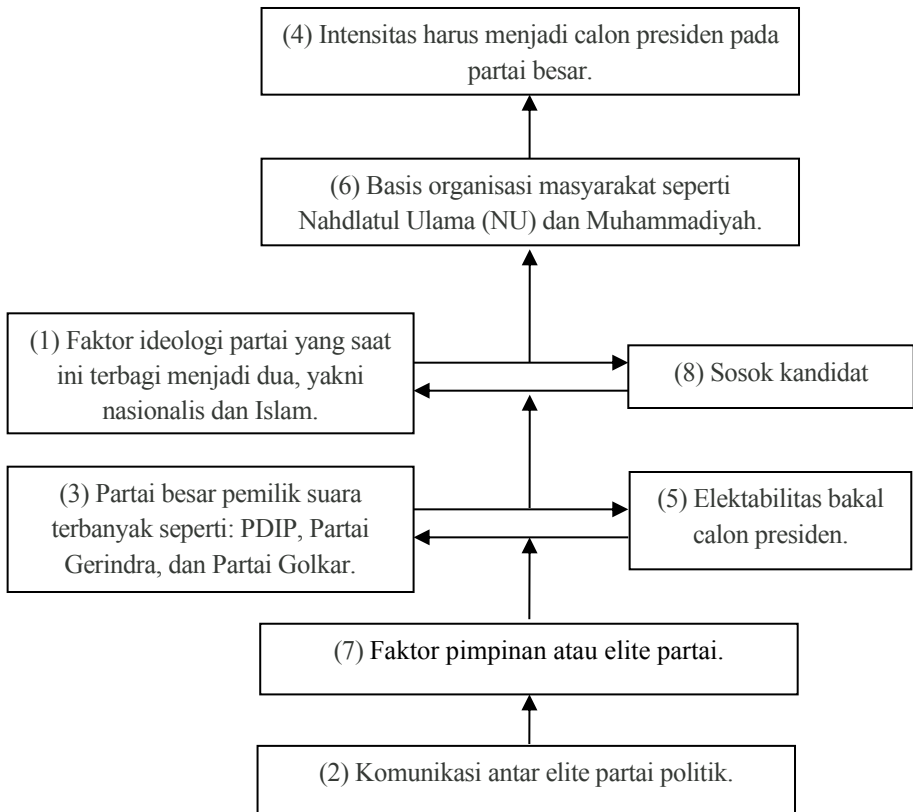 (4) Intensitas harus menjadi calon presiden pada
partai besar.
(6) Basis organisasi masyarakat seperti
Nahdlatul Ulama (NU) dan Muhammadiyah.
(1) Faktor ideologi partai yang saat
ini terbagi menjadi dua, yakni
nasionalis dan Islam.
(8) Sosok kandidat
(3) Partai besar pemilik suara
terbanyak seperti: PDIP, Partai
Gerindra, dan Partai Golkar.
(5) Elektabilitas bakal
calon presiden.
(7) Faktor pimpinan atau elite partai.
(2) Komunikasi antar elite partai politik.